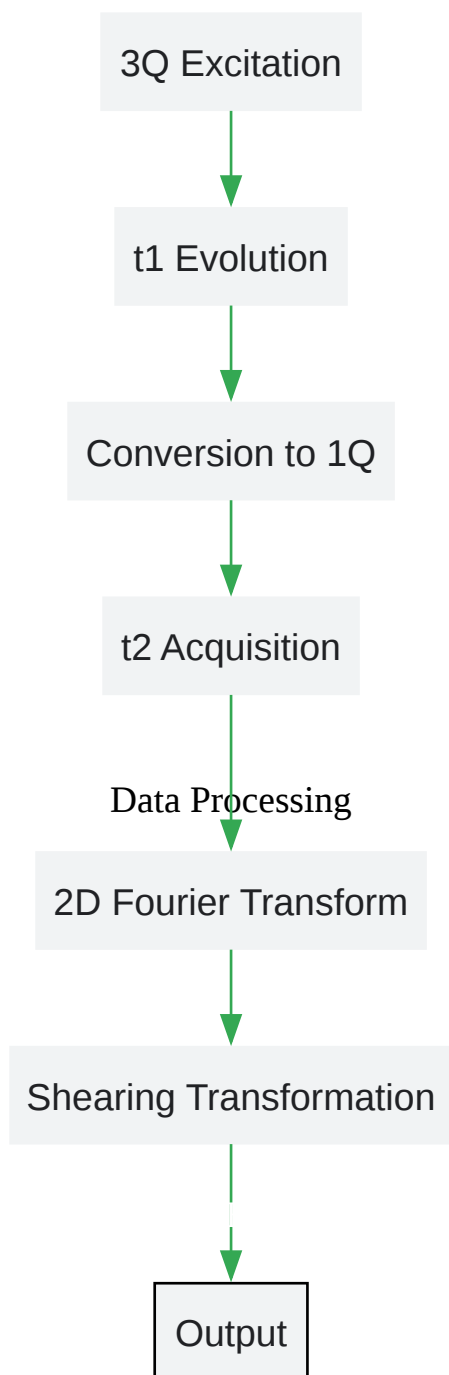 3Q Excitation
t1 Evolution
Conversion to 1Q
t2 Acquisition
Data Processing
2D Fourier Transform
Shearing Transformation
Output